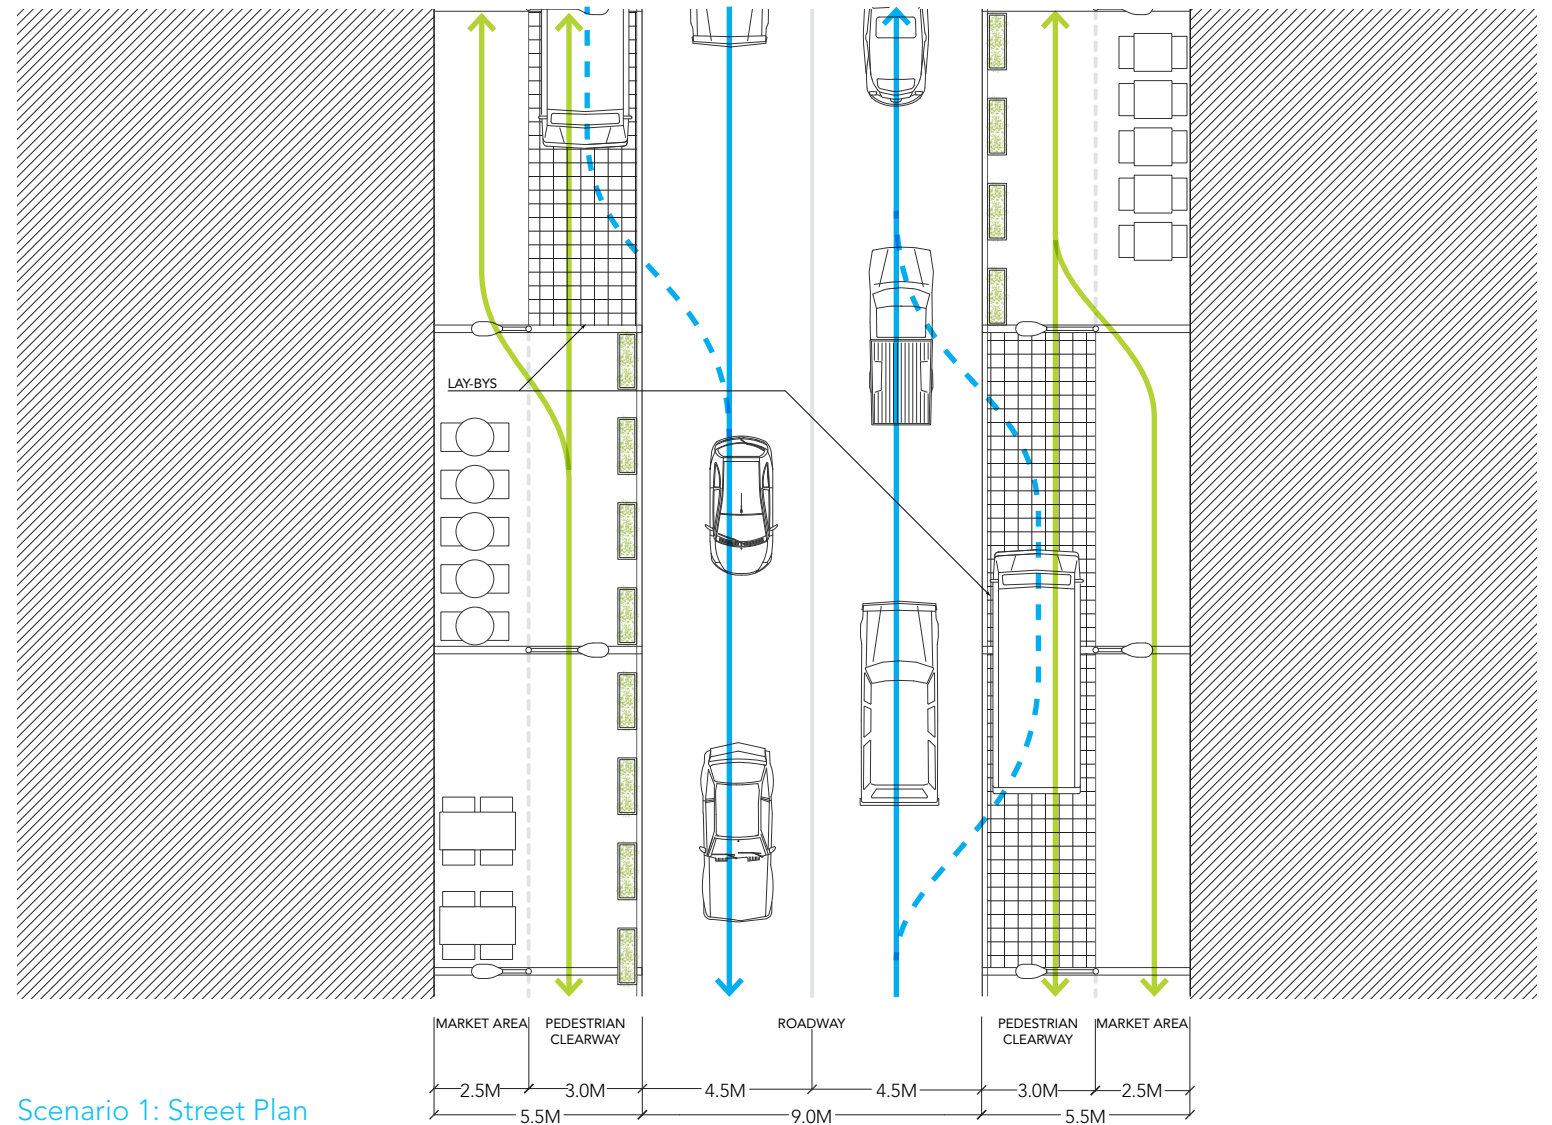 LAY-BYS
MARKET AREA
PEDESTRIAN
CLEARWAY
ROADWAY
PEDESTRIAN
CLEARWAY
MARKET AREA
2.5M
3.0M
4.5M
4.5M
3.0M
2.5M
5.5M
9.0M
5.5M
Scenario 1: Street Plan